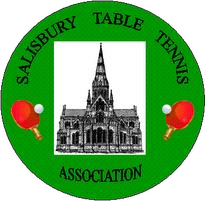 SALISBURY TABLE TENNIS
ASSOCIATION